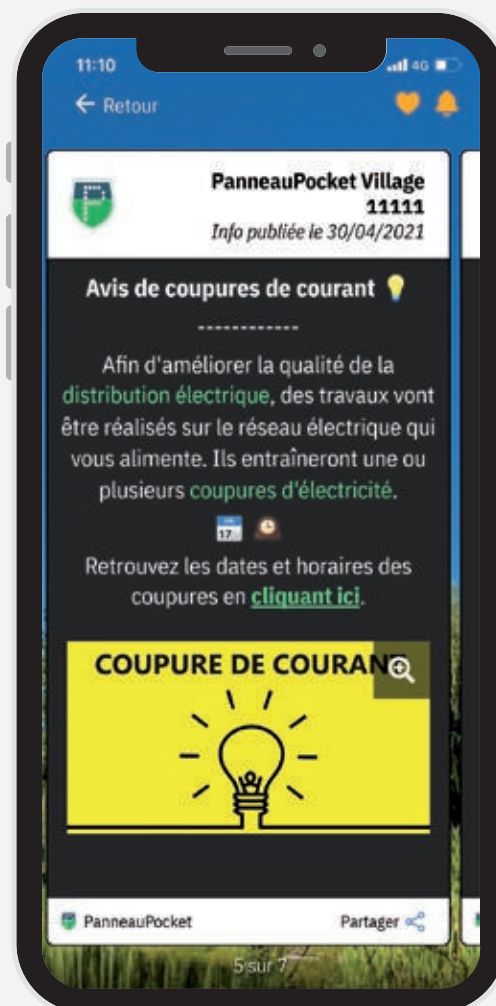 11:10
4G
← Retour
PanneauPocket Village
11111
Info publiée le 30/04/2021
Avis de coupures de courant 💡
------------
Afin d'améliorer la qualité de la
distribution électrique, des travaux vont
être réalisés sur le réseau électrique qui
vous alimente. Ils entraîneront une ou
plusieurs coupures d'électricité.
17
Retrouvez les dates et horaires des
coupures en cliquant ici.
COUPURE DE COURANT
PanneauPocket
Partager
5 sur 7